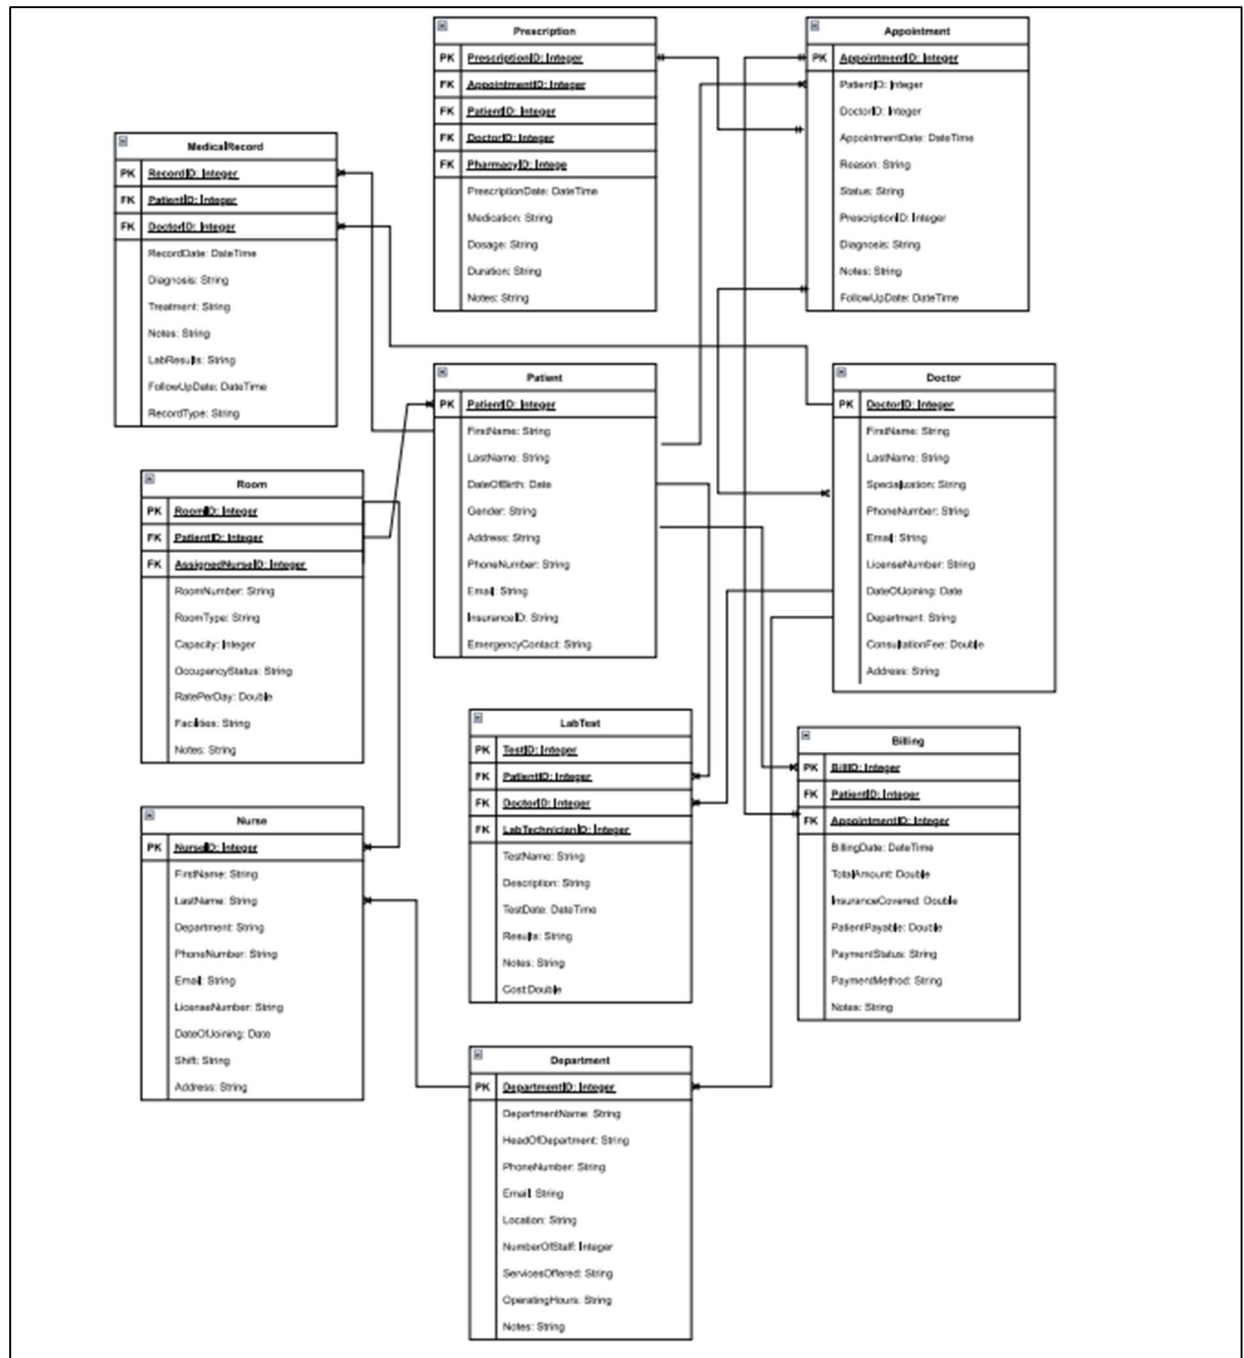 Prescription
PK PrescriptionID: Integer
FK AppointmentID: Integer
FK PatientID: Integer
FK DoctorID: Integer
FK PharmacyID: Intege
PrescriptionDate: DateTime
Medication: String
Dosage: String
Duration: String
Notes: String
Appointment
PK AppointmentID: Integer
PatientID: Integer
DoctorID: Integer
AppointmentDate: DateTime
Reason: String
Status: String
PrescriptionID: Integer
Diagnosis: String
Notes: String
FollowUpDate: DateTime
MedicalRecord
PK RecordID: Integer
FK PatientID: Integer
FK DoctorID: Integer
RecordDate: DateTime
Diagnosis: String
Treatment: String
Notes: String
LabResults: String
FollowUpDate: DateTime
RecordType: String
Patient
PK PatientID: Integer
FirstName: String
LastName: String
DateOfBirth: Date
Gender: String
Address: String
PhoneNumber: String
Email: String
InsuranceID: String
EmergencyContact: String
Doctor
PK DoctorID: Integer
FirstName: String
LastName: String
Specialization: String
PhoneNumber: String
Email: String
LicenseNumber: String
DateOfJoining: Date
Department: String
ConsultationFee: Double
Address: String
Room
PK RoomID: Integer
FK PatientID: Integer
FK AssignedNurseID: Integer
RoomNumber: String
RoomType: String
Capacity: Integer
OccupancyStatus: String
RatePerDay: Double
Facilities: String
Notes: String
LabTest
PK TestID: Integer
FK PatientID: Integer
FK DoctorID: Integer
FK LabTechnicianID: Integer
TestName: String
Description: String
TestDate: DateTime
Results: String
Notes: String
Cost:Double
Billing
PK BillID: Integer
FK PatientID: Integer
FK AppointmentID: Integer
BillingDate: DateTime
TotalAmount: Double
InsuranceCovered: Double
PatientPayable: Double
PaymentStatus: String
PaymentMethod: String
Notes: String
Nurse
PK NurseID: Integer
FirstName: String
LastName: String
Department: String
PhoneNumber: String
Email: String
LicenseNumber: String
DateOfJoining: Date
Shift: String
Address: String
Department
PK DepartmentID: Integer
DepartmentName: String
HeadOfDepartment: String
PhoneNumber: String
Email: String
Location: String
NumberOfStaff: Integer
ServicesOffered: String
OperatingHours: String
Notes: String